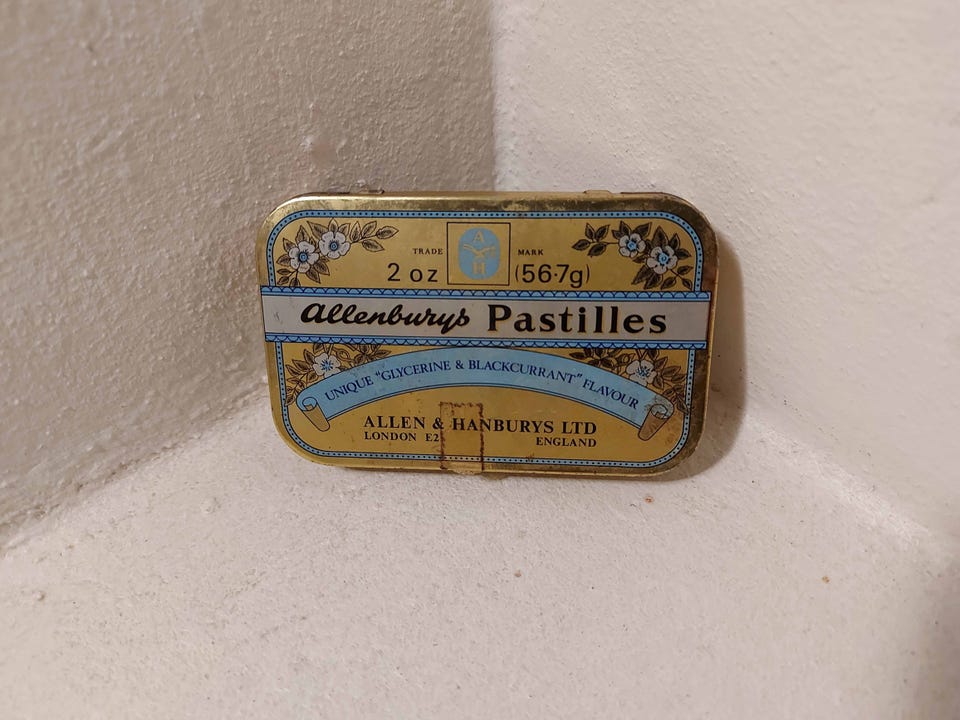 TRADE MARK
A
H
2 oz (56·7g)
Allenburys Pastilles
UNIQUE "GLYCERINE & BLACKCURRANT" FLAVOUR
ALLEN & HANBURYS LTD
LONDON E2 ENGLAND